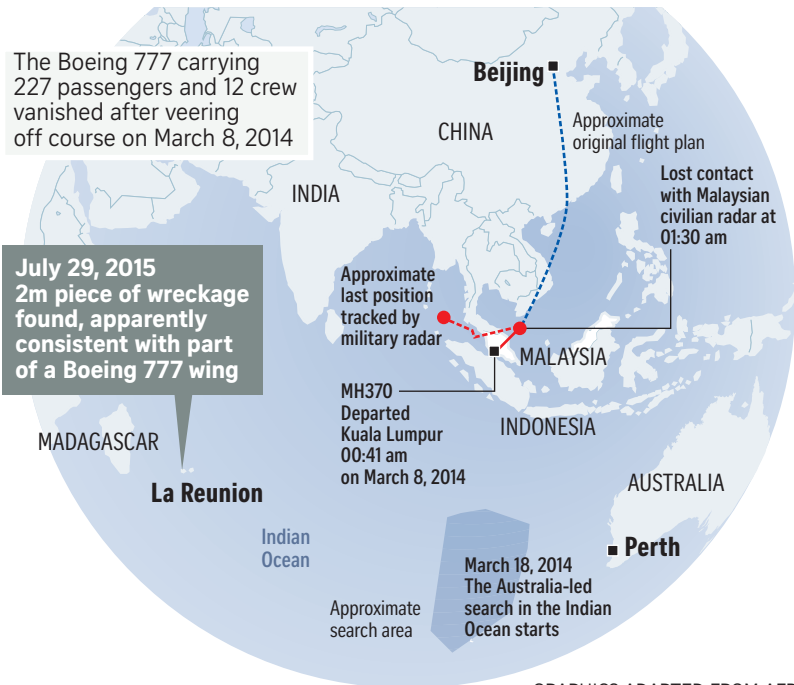 The Boeing 777 carrying
227 passengers and 12 crew
vanished after veering
off course on March 8, 2014
Beijing
CHINA
Approximate
original flight plan
Lost contact
with Malaysian
civilian radar at
01:30 am
INDIA
July 29, 2015
2m piece of wreckage
found, apparently
consistent with part
of a Boeing 777 wing
Approximate
last position
tracked by
military radar
MALAYSIA
MH370
Departed
Kuala Lumpur
00:41 am
on March 8, 2014
INDONESIA
MADAGASCAR
La Reunion
AUSTRALIA
Indian
Ocean
Perth
March 18, 2014
The Australia-led
search in the Indian
Ocean starts
Approximate
search area
GRAPHICS ADAPTED FROM